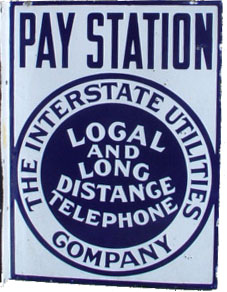 PAY STATION
THE INTERSTATE UTILITIES
LOCAL
AND
LONG
DISTANCE
TELEPHONE
COMPANY